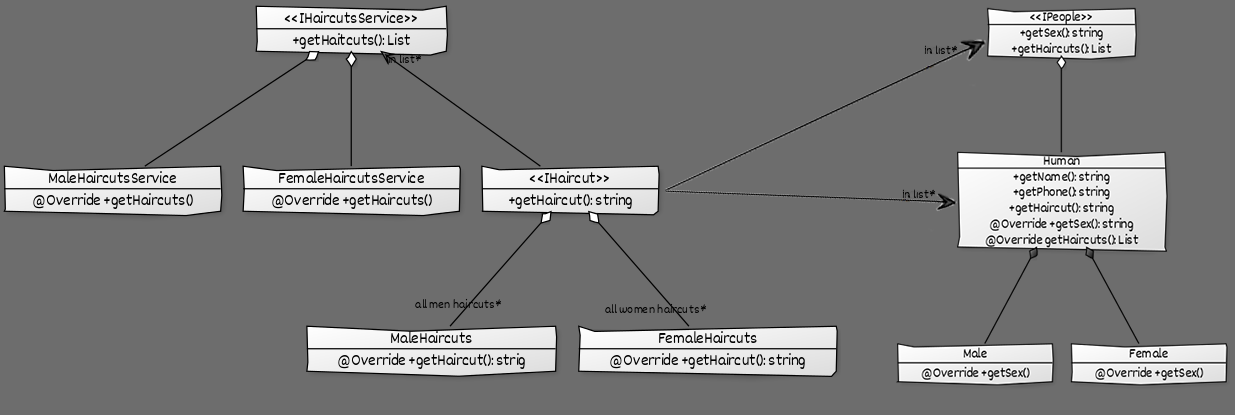 <<IHaircutsService>>
+getHaitcuts(): List
in list*
<<IPeople>>
+getSex(): string
+getHaircuts(): List
in list*
MaleHaircutsService
@Override +getHaircuts()
FemaleHaircutsService
@Override +getHaircuts()
<<IHaircut>>
+getHaircut(): string
in list*
Human
+getName(): string
+getPhone(): string
+getHaircut(): string
@Override +getSex(): string
@Override getHaircuts(): List
all men haircuts*
all women haircuts*
MaleHaircuts
@Override +getHaircut(): strig
FemaleHaircuts
@Override +getHaircut(): string
Male
@Override +getSex()
Female
@Override +getSex()